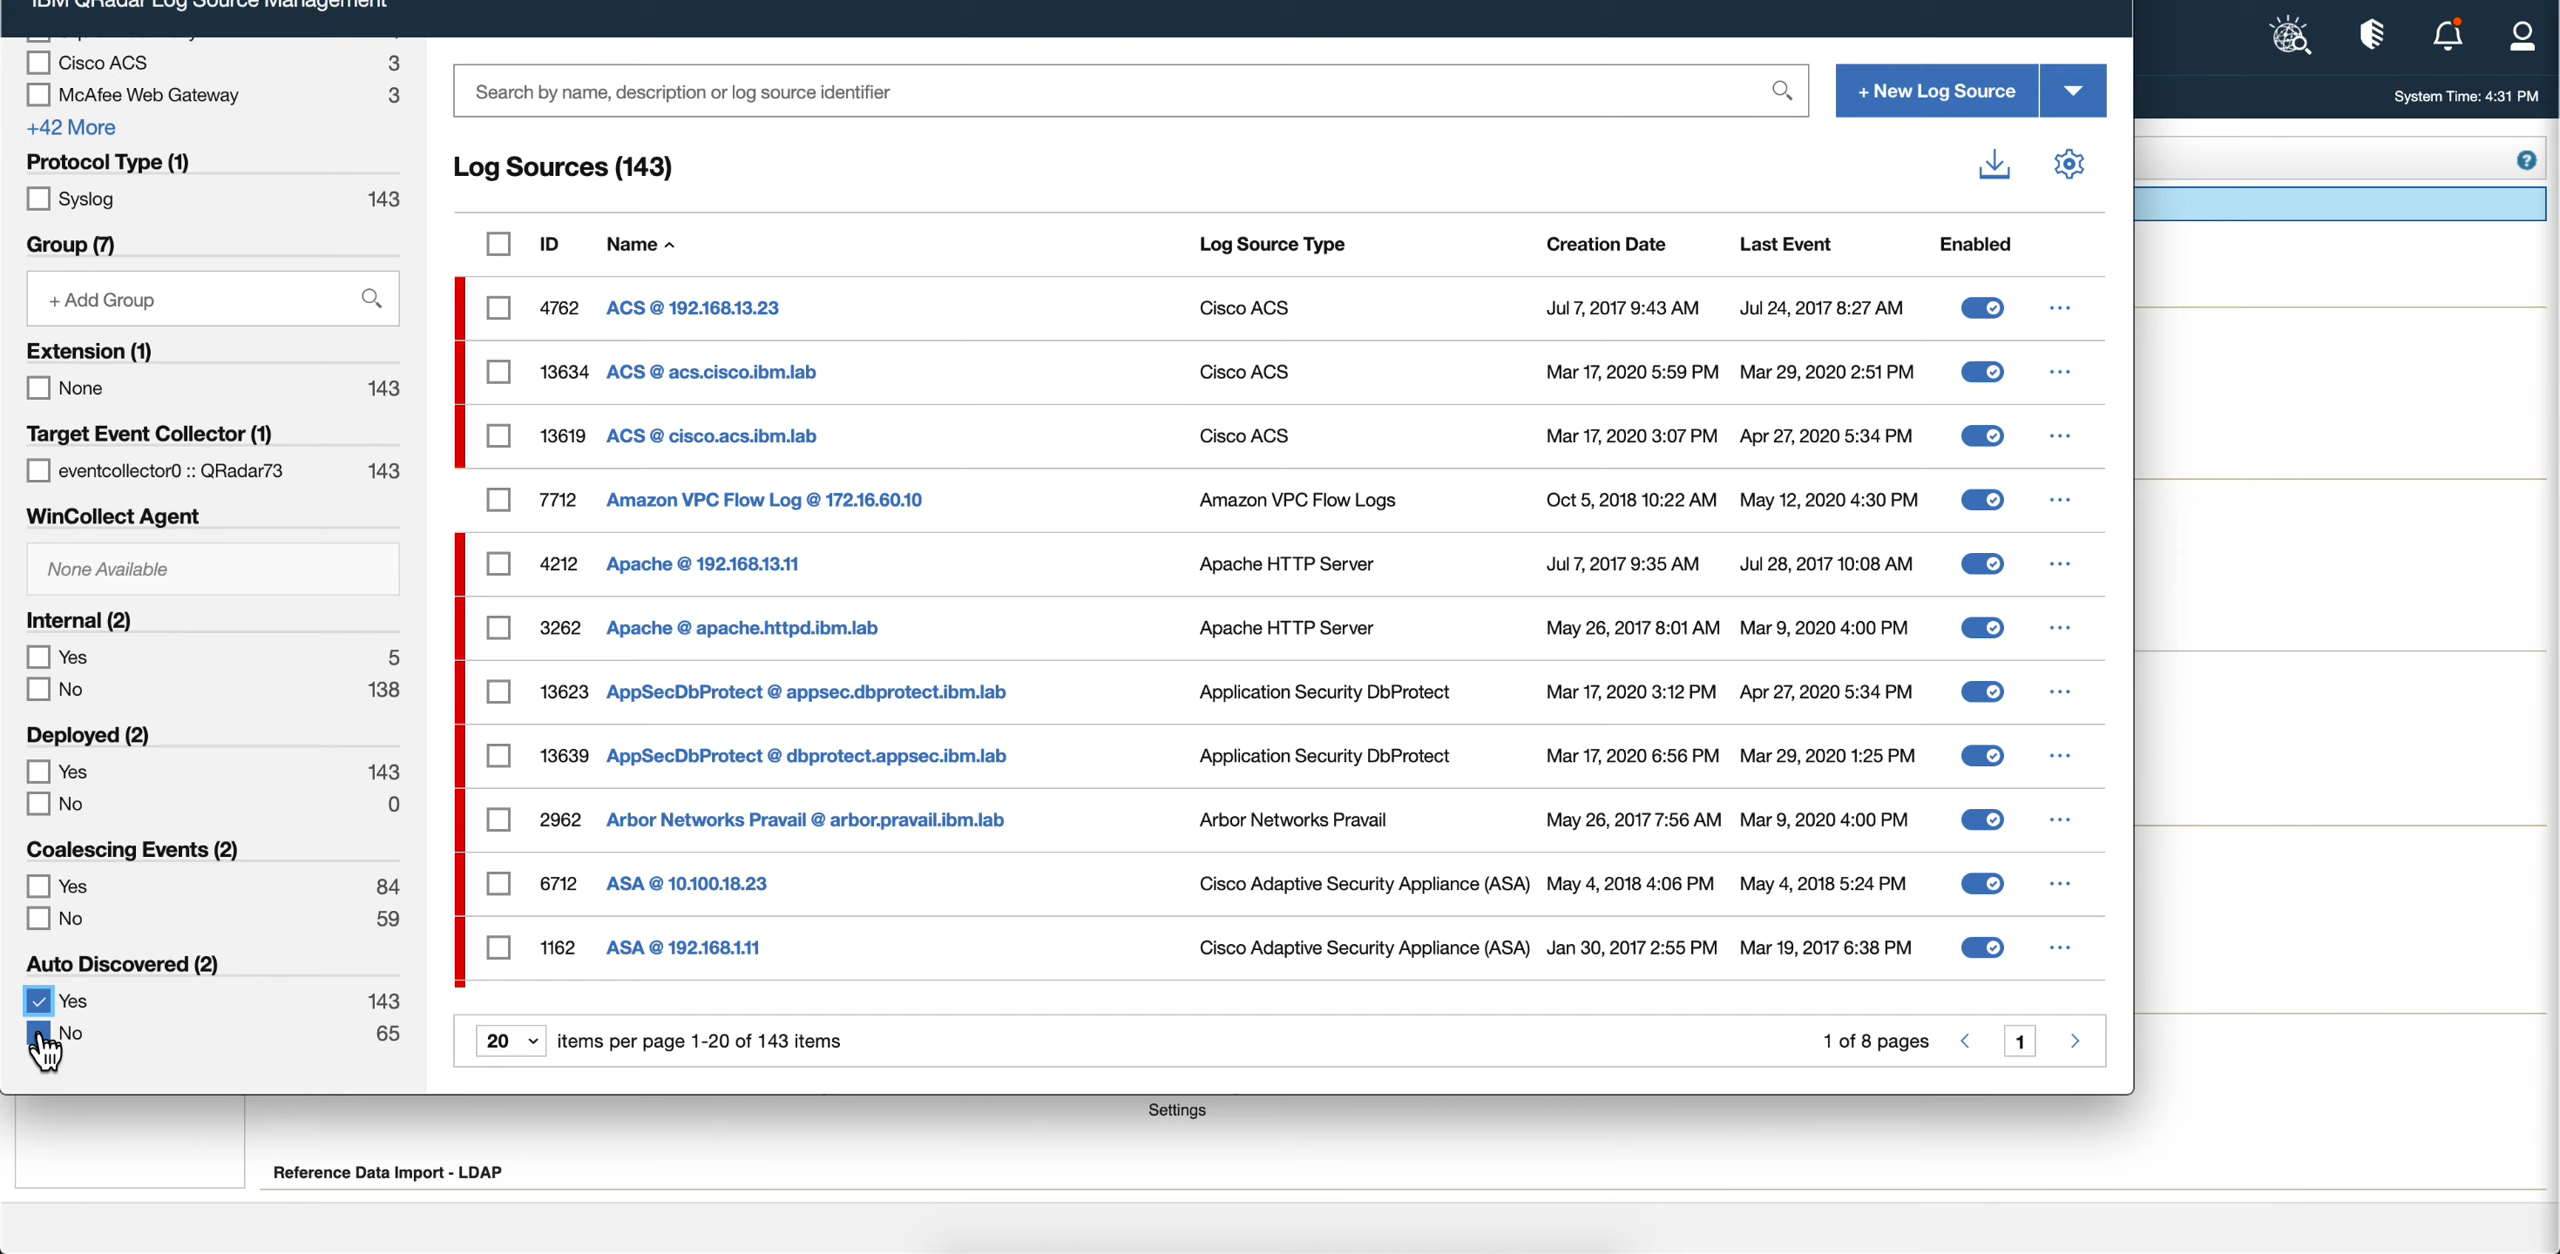 IBM QRadar Log Source Management
System Time: 4:31 PM
Cisco ACS 3
McAfee Web Gateway 3
+42 More
Protocol Type (1)
Syslog 143
Group (7)
+ Add Group
Extension (1)
None 143
Target Event Collector (1)
eventcollector0 :: QRadar73 143
WinCollect Agent
None Available
Internal (2)
Yes 5
No 138
Deployed (2)
Yes 143
No 0
Coalescing Events (2)
Yes 84
No 59
Auto Discovered (2)
Yes 143
No 65
Search by name, description or log source identifier
+ New Log Source
Log Sources (143)
ID Name Log Source Type Creation Date Last Event Enabled
4762 ACS @ 192.168.13.23 Cisco ACS Jul 7, 2017 9:43 AM Jul 24, 2017 8:27 AM ...
13634 ACS @ acs.cisco.ibm.lab Cisco ACS Mar 17, 2020 5:59 PM Mar 29, 2020 2:51 PM ...
13619 ACS @ cisco.acs.ibm.lab Cisco ACS Mar 17, 2020 3:07 PM Apr 27, 2020 5:34 PM ...
7712 Amazon VPC Flow Log @ 172.16.60.10 Amazon VPC Flow Logs Oct 5, 2018 10:22 AM May 12, 2020 4:30 PM ...
4212 Apache @ 192.168.13.11 Apache HTTP Server Jul 7, 2017 9:35 AM Jul 28, 2017 10:08 AM ...
3262 Apache @ apache.httpd.ibm.lab Apache HTTP Server May 26, 2017 8:01 AM Mar 9, 2020 4:00 PM ...
13623 AppSecDbProtect @ appsec.dbprotect.ibm.lab Application Security DbProtect Mar 17, 2020 3:12 PM Apr 27, 2020 5:34 PM ...
13639 AppSecDbProtect @ dbprotect.appsec.ibm.lab Application Security DbProtect Mar 17, 2020 6:56 PM Mar 29, 2020 1:25 PM ...
2962 Arbor Networks Pravail @ arbor.pravail.ibm.lab Arbor Networks Pravail May 26, 2017 7:56 AM Mar 9, 2020 4:00 PM ...
6712 ASA @ 10.100.18.23 Cisco Adaptive Security Appliance (ASA) May 4, 2018 4:06 PM May 4, 2018 5:24 PM ...
1162 ASA @ 192.168.1.11 Cisco Adaptive Security Appliance (ASA) Jan 30, 2017 2:55 PM Mar 19, 2017 6:38 PM ...
20 items per page 1-20 of 143 items 1 of 8 pages 1
Settings
Reference Data Import - LDAP